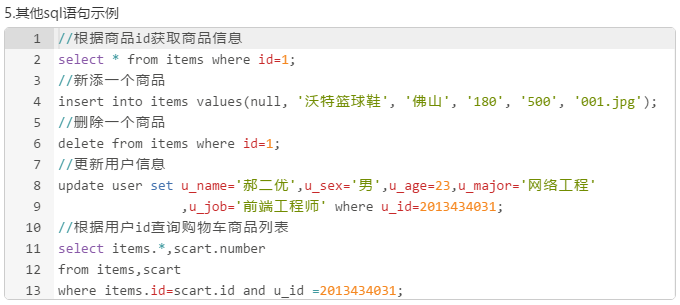 5.其他sql语句示例
1 //根据商品id获取商品信息
2 select * from items where id=1;
3 //新添一个商品
4 insert into items values(null, '沃特篮球鞋', '佛山', '180', '500', '001.jpg');
5 //删除一个商品
6 delete from items where id=1;
7 //更新用户信息
8 update user set u_name='郝二优',u_sex='男',u_age=23,u_major='网络工程'
9 ,u_job='前端工程师' where u_id=2013434031;
10 //根据用户id查询购物车商品列表
11 select items.*,scart.number
12 from items,scart
13 where items.id=scart.id and u_id =2013434031;